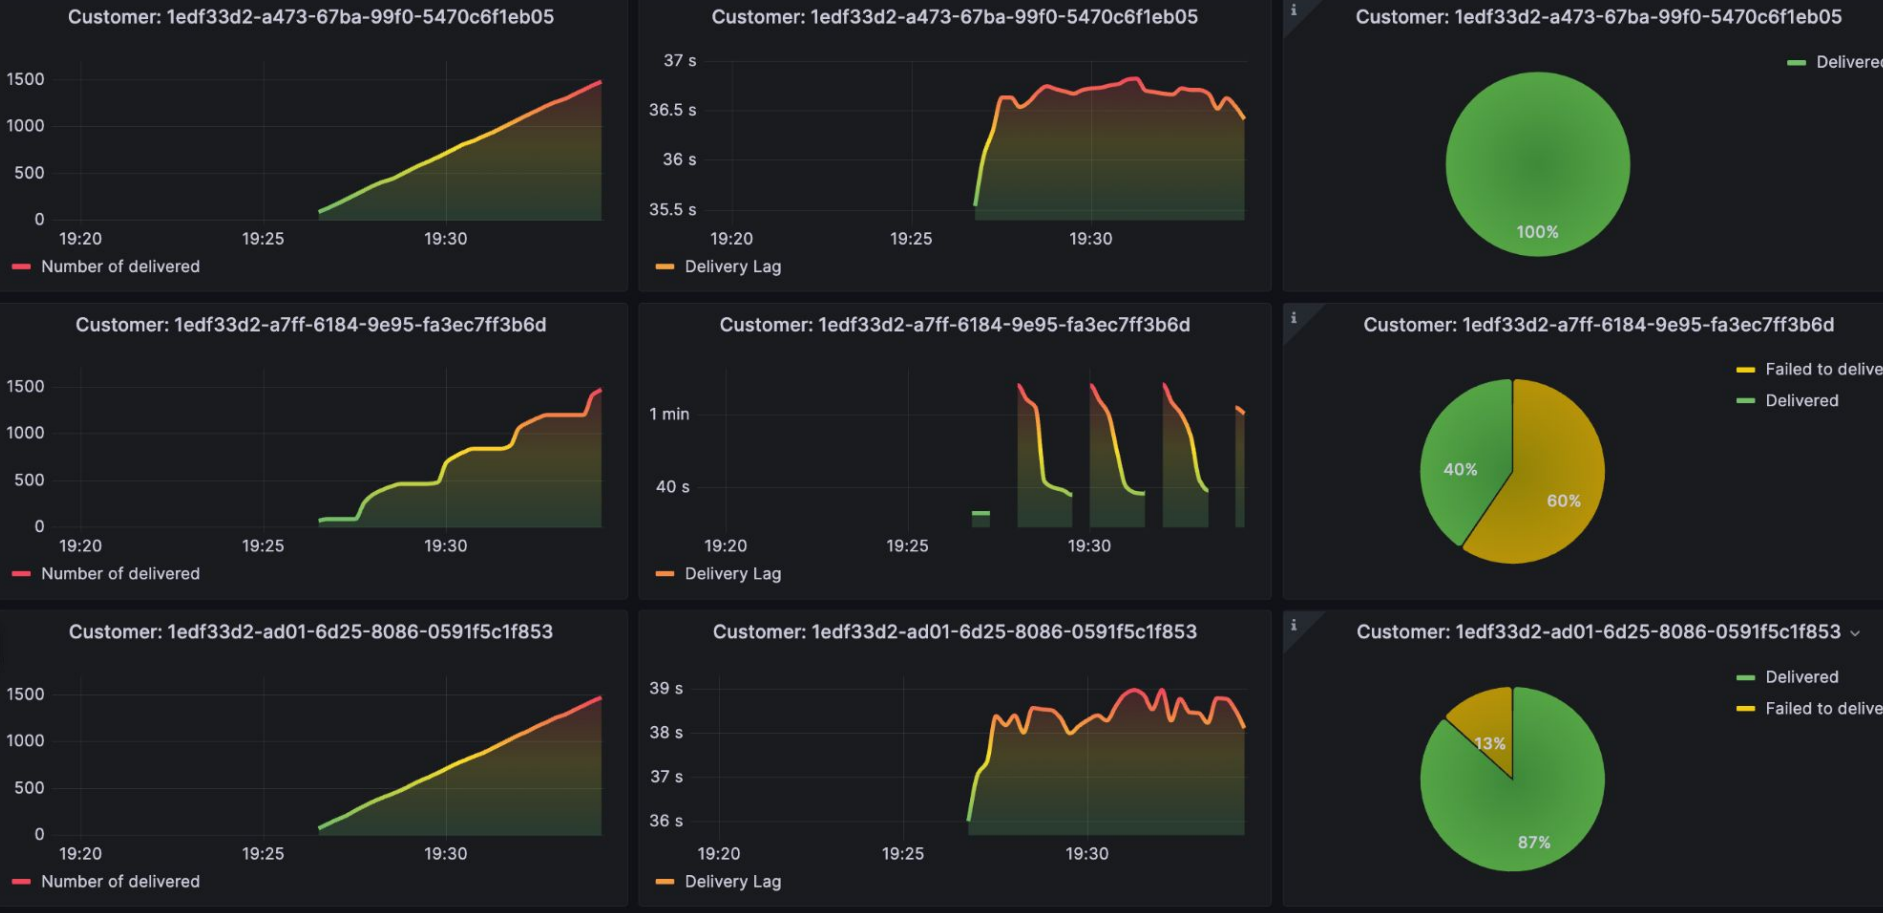 Customer: 1edf33d2-a473-67ba-99f0-5470c6f1eb05
1500
1000
500
0
19:20 19:25 19:30
Number of delivered
Customer: 1edf33d2-a473-67ba-99f0-5470c6f1eb05
37 s
36.5 s
36 s
35.5 s
19:20 19:25 19:30
Delivery Lag
i
Customer: 1edf33d2-a473-67ba-99f0-5470c6f1eb05
Delivered
100%
Customer: 1edf33d2-a7ff-6184-9e95-fa3ec7ff3b6d
1500
1000
500
0
19:20 19:25 19:30
Number of delivered
Customer: 1edf33d2-a7ff-6184-9e95-fa3ec7ff3b6d
1 min
40 s
19:20 19:25 19:30
Delivery Lag
i
Customer: 1edf33d2-a7ff-6184-9e95-fa3ec7ff3b6d
Failed to delive
Delivered
40%
60%
Customer: 1edf33d2-ad01-6d25-8086-0591f5c1f853
1500
1000
500
0
19:20 19:25 19:30
Number of delivered
Customer: 1edf33d2-ad01-6d25-8086-0591f5c1f853
39 s
38 s
37 s
36 s
19:20 19:25 19:30
Delivery Lag
i
Customer: 1edf33d2-ad01-6d25-8086-0591f5c1f853
Delivered
Failed to delive
13%
87%